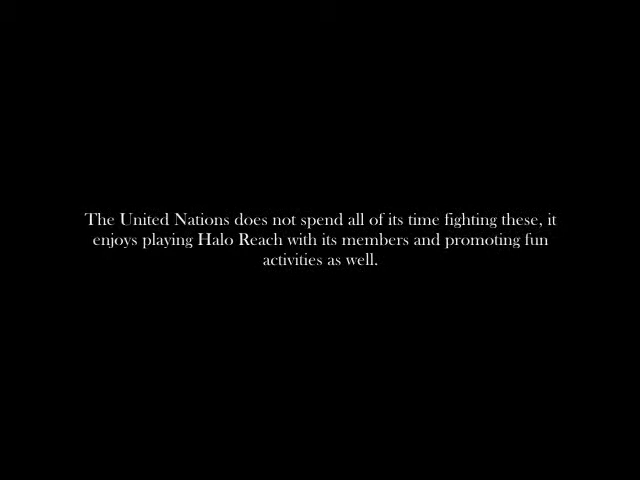 The United Nations does not spend all of its time fighting these, it
enjoys playing Halo Reach with its members and promoting fun
activities as well.